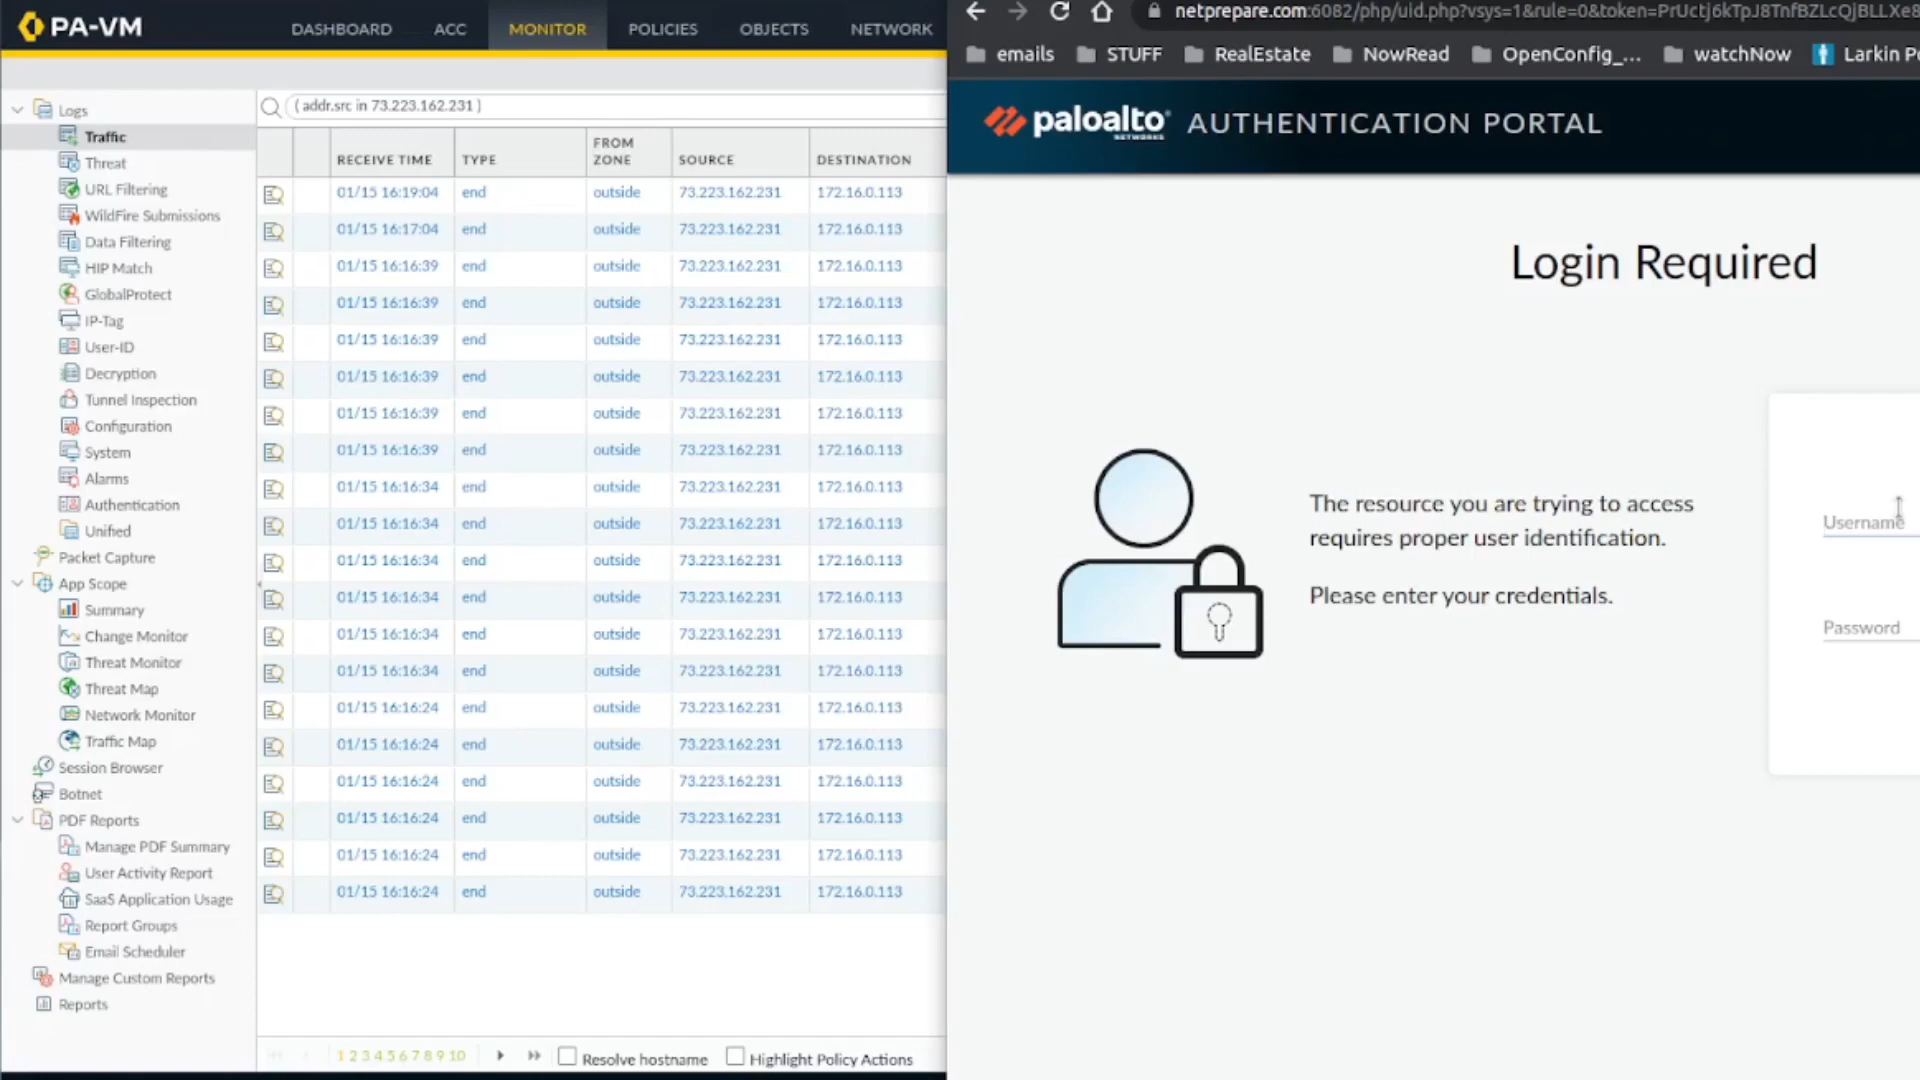 PA-VM
DASHBOARD ACC MONITOR POLICIES OBJECTS NETWORK
Logs
Traffic
Threat
URL Filtering
WildFire Submissions
Data Filtering
HIP Match
GlobalProtect
IP-Tag
User-ID
Decryption
Tunnel Inspection
Configuration
System
Alarms
Authentication
Unified
Packet Capture
App Scope
Summary
Change Monitor
Threat Monitor
Threat Map
Network Monitor
Traffic Map
Session Browser
Botnet
PDF Reports
Manage PDF Summary
User Activity Report
SaaS Application Usage
Report Groups
Email Scheduler
Manage Custom Reports
Reports
( addr.src in 73.223.162.231 )
RECEIVE TIME TYPE FROM ZONE SOURCE DESTINATION
01/15 16:19:04 end outside 73.223.162.231 172.16.0.113
01/15 16:17:04 end outside 73.223.162.231 172.16.0.113
01/15 16:16:39 end outside 73.223.162.231 172.16.0.113
01/15 16:16:39 end outside 73.223.162.231 172.16.0.113
01/15 16:16:39 end outside 73.223.162.231 172.16.0.113
01/15 16:16:39 end outside 73.223.162.231 172.16.0.113
01/15 16:16:39 end outside 73.223.162.231 172.16.0.113
01/15 16:16:39 end outside 73.223.162.231 172.16.0.113
01/15 16:16:34 end outside 73.223.162.231 172.16.0.113
01/15 16:16:34 end outside 73.223.162.231 172.16.0.113
01/15 16:16:34 end outside 73.223.162.231 172.16.0.113
01/15 16:16:34 end outside 73.223.162.231 172.16.0.113
01/15 16:16:34 end outside 73.223.162.231 172.16.0.113
01/15 16:16:34 end outside 73.223.162.231 172.16.0.113
01/15 16:16:24 end outside 73.223.162.231 172.16.0.113
01/15 16:16:24 end outside 73.223.162.231 172.16.0.113
01/15 16:16:24 end outside 73.223.162.231 172.16.0.113
01/15 16:16:24 end outside 73.223.162.231 172.16.0.113
01/15 16:16:24 end outside 73.223.162.231 172.16.0.113
01/15 16:16:24 end outside 73.223.162.231 172.16.0.113
1 2 3 4 5 6 7 8 9 10 Resolve hostname Highlight Policy Actions
netprepare.com:6082/php/uid.php?vsys=1&rule=0&token=PrUctj6kTpJ8TnfBZLcQjBLLXe8
emails STUFF RealEstate NowRead OpenConfig_... watchNow Larkin
paloalto NETWORKS AUTHENTICATION PORTAL
Login Required
The resource you are trying to access
requires proper user identification.
Please enter your credentials.
Username
Password